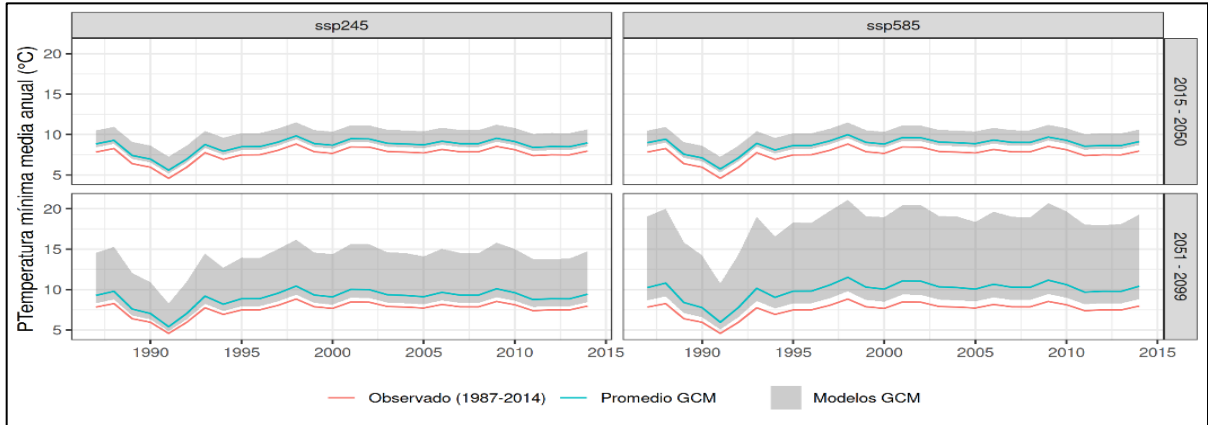 ssp245
ssp585
PTemperatura mínima media anual (°C)
20
15
10
5
2015 - 2050
20
15
10
5
2051 - 2099
1990
1995
2000
2005
2010
2015
1990
1995
2000
2005
2010
2015
Observado (1987-2014)
Promedio GCM
Modelos GCM